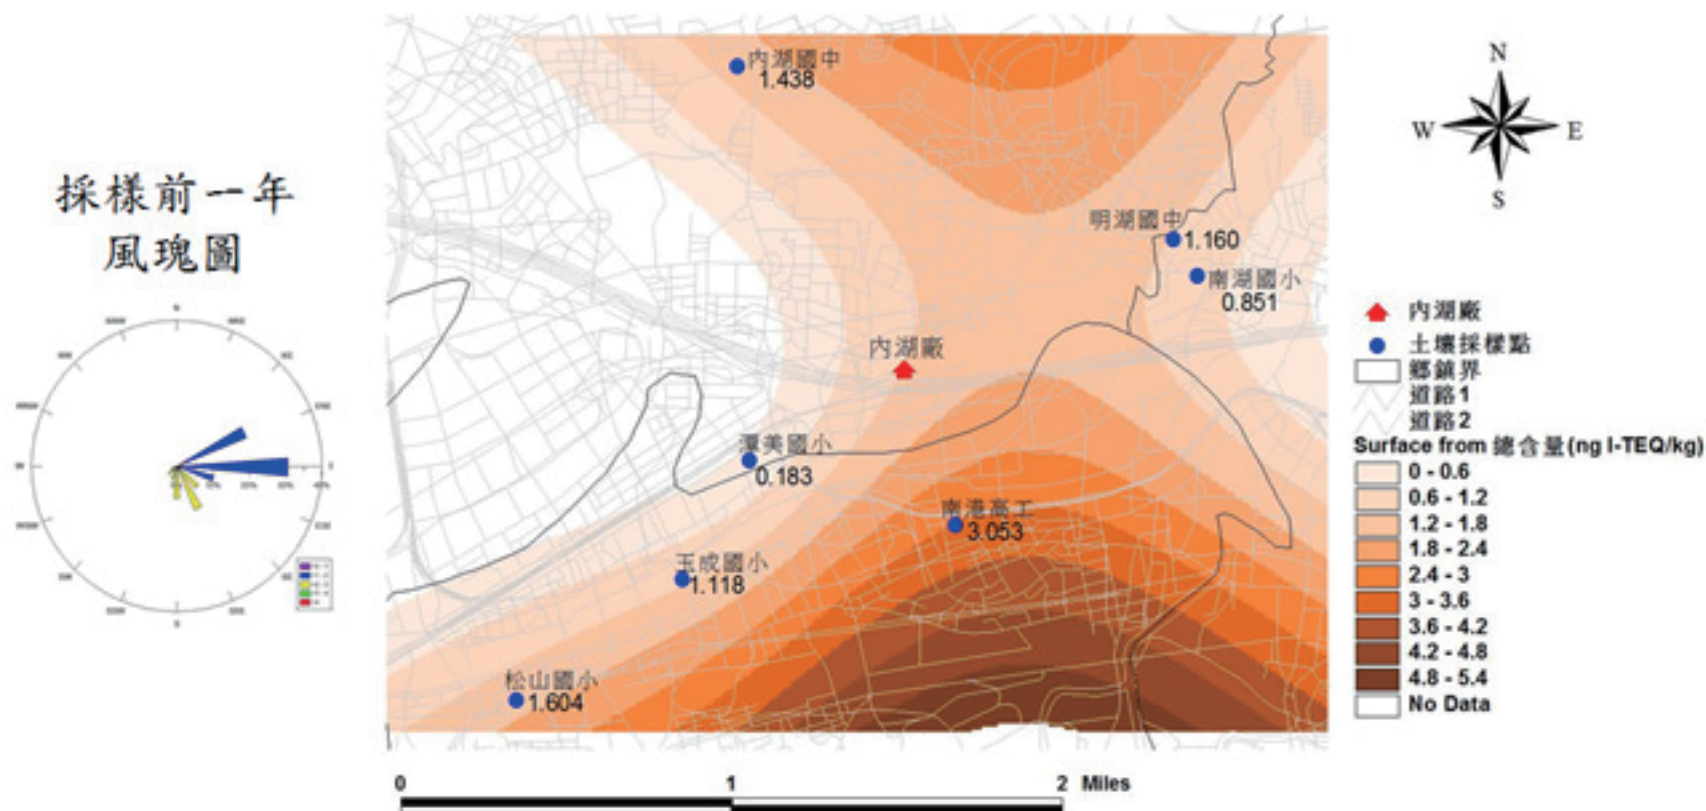 採樣前一年
風瑰圖
N
W
E
S
內湖國中
1.438
明湖國中
1.160
南湖國小
0.851
內湖廠
潭美國小
0.183
南港高工
3.053
玉成國小
1.118
松山國小
1.604
內湖廠
土壤採樣點
鄉鎮界
道路1
道路2
Surface from 總含量(ng I-TEQ/kg)
0 - 0.6
0.6 - 1.2
1.2 - 1.8
1.8 - 2.4
2.4 - 3
3 - 3.6
3.6 - 4.2
4.2 - 4.8
4.8 - 5.4
No Data
0
1
2 Miles